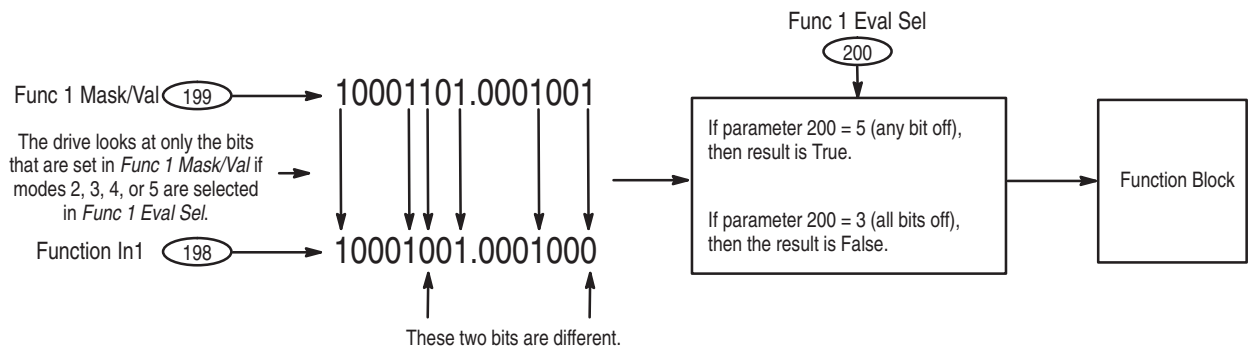 Func 1 Eval Sel
200
Func 1 Mask/Val 199
10001101.0001001
The drive looks at only the bits
that are set in Func 1 Mask/Val if
modes 2, 3, 4, or 5 are selected
in Func 1 Eval Sel.
Function In1 198
10001001.0001000
These two bits are different.
If parameter 200 = 5 (any bit off),
then result is True.
If parameter 200 = 3 (all bits off),
then the result is False.
Function Block